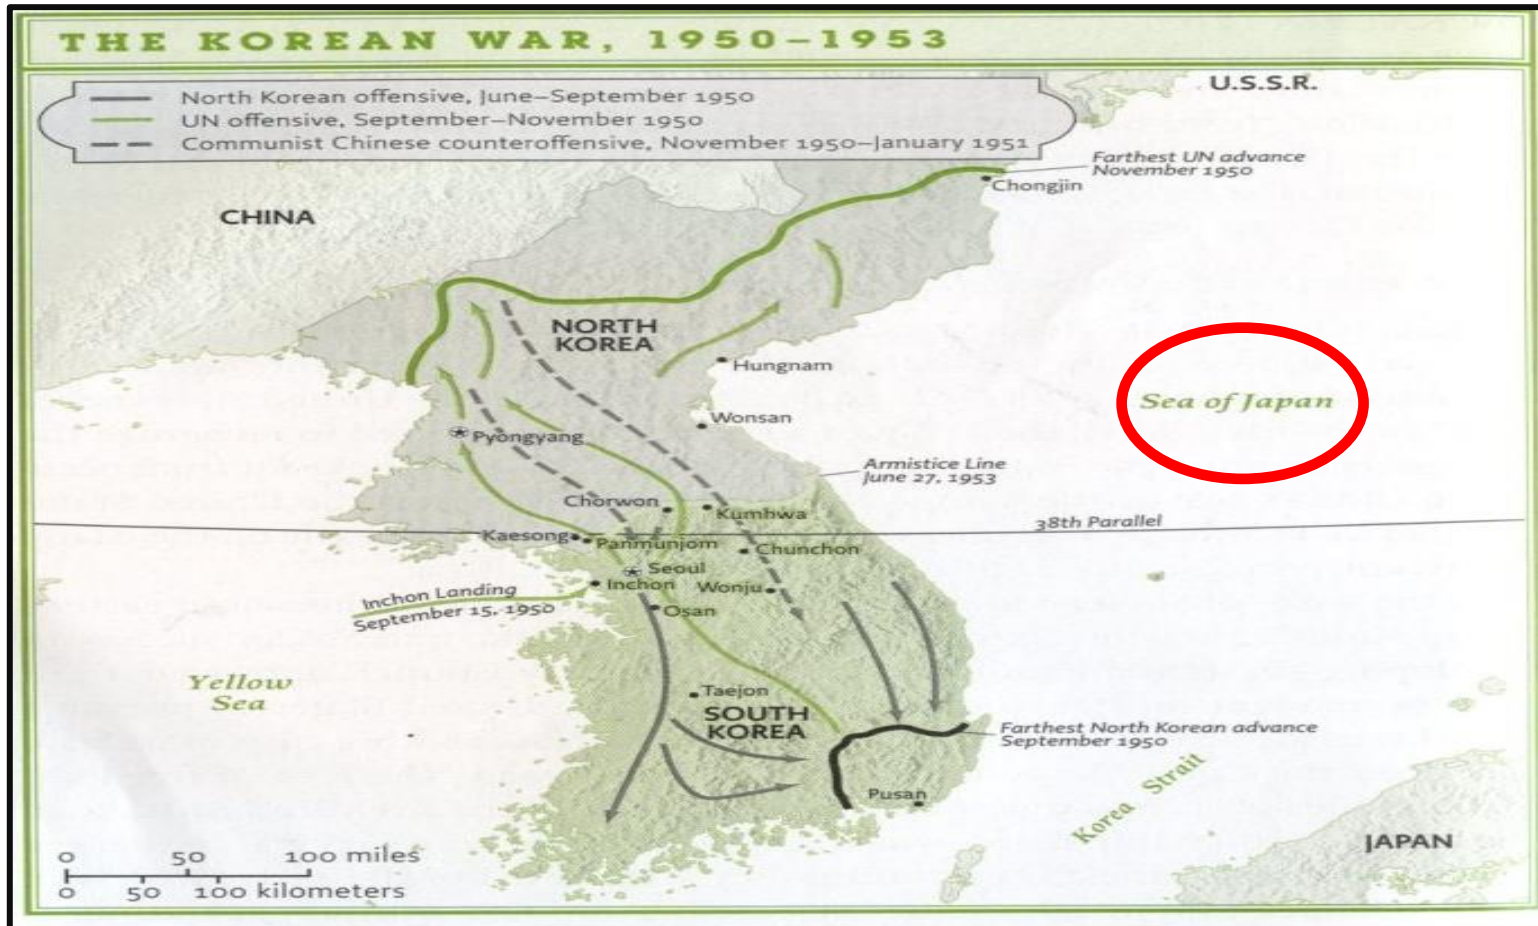 THE KOREAN WAR, 1950–1953
North Korean offensive, June–September 1950
UN offensive, September–November 1950
Communist Chinese counteroffensive, November 1950–January 1951
U.S.S.R.
Farthest UN advance
November 1950
Chongjin
CHINA
NORTH
KOREA
Hungnam
Sea of Japan
Wonsan
Pyongyang
Armistice Line
June 27, 1953
Chorwon
Kumhwa
38th Parallel
Kaesong
Panmunjom
Chunchon
Seoul
Inchon
Wonju
Inchon Landing
September 15, 1950
Osan
Yellow
Sea
Taejon
SOUTH
KOREA
Farthest North Korean advance
September 1950
Pusan
Korea Strait
JAPAN
0 50 100 miles
0 50 100 kilometers